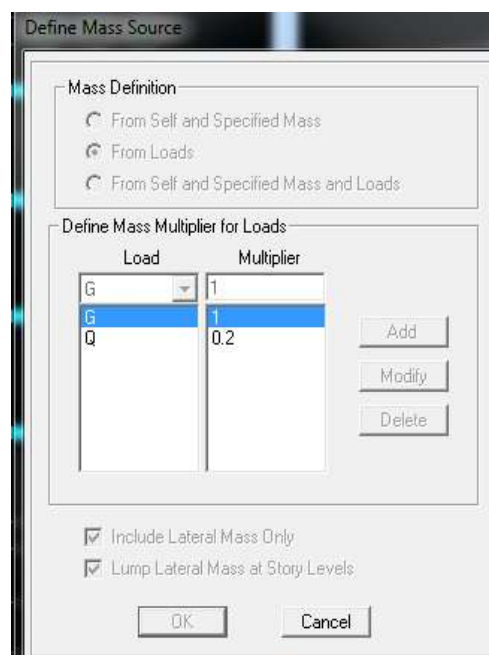 Define Mass Source
Mass Definition
From Self and Specified Mass
From Loads
From Self and Specified Mass and Loads
Define Mass Multiplier for Loads
Load Multiplier
G 1
G 1
Q 0.2
Add
Modify
Delete
Include Lateral Mass Only
Lump Lateral Mass at Story Levels
OK Cancel